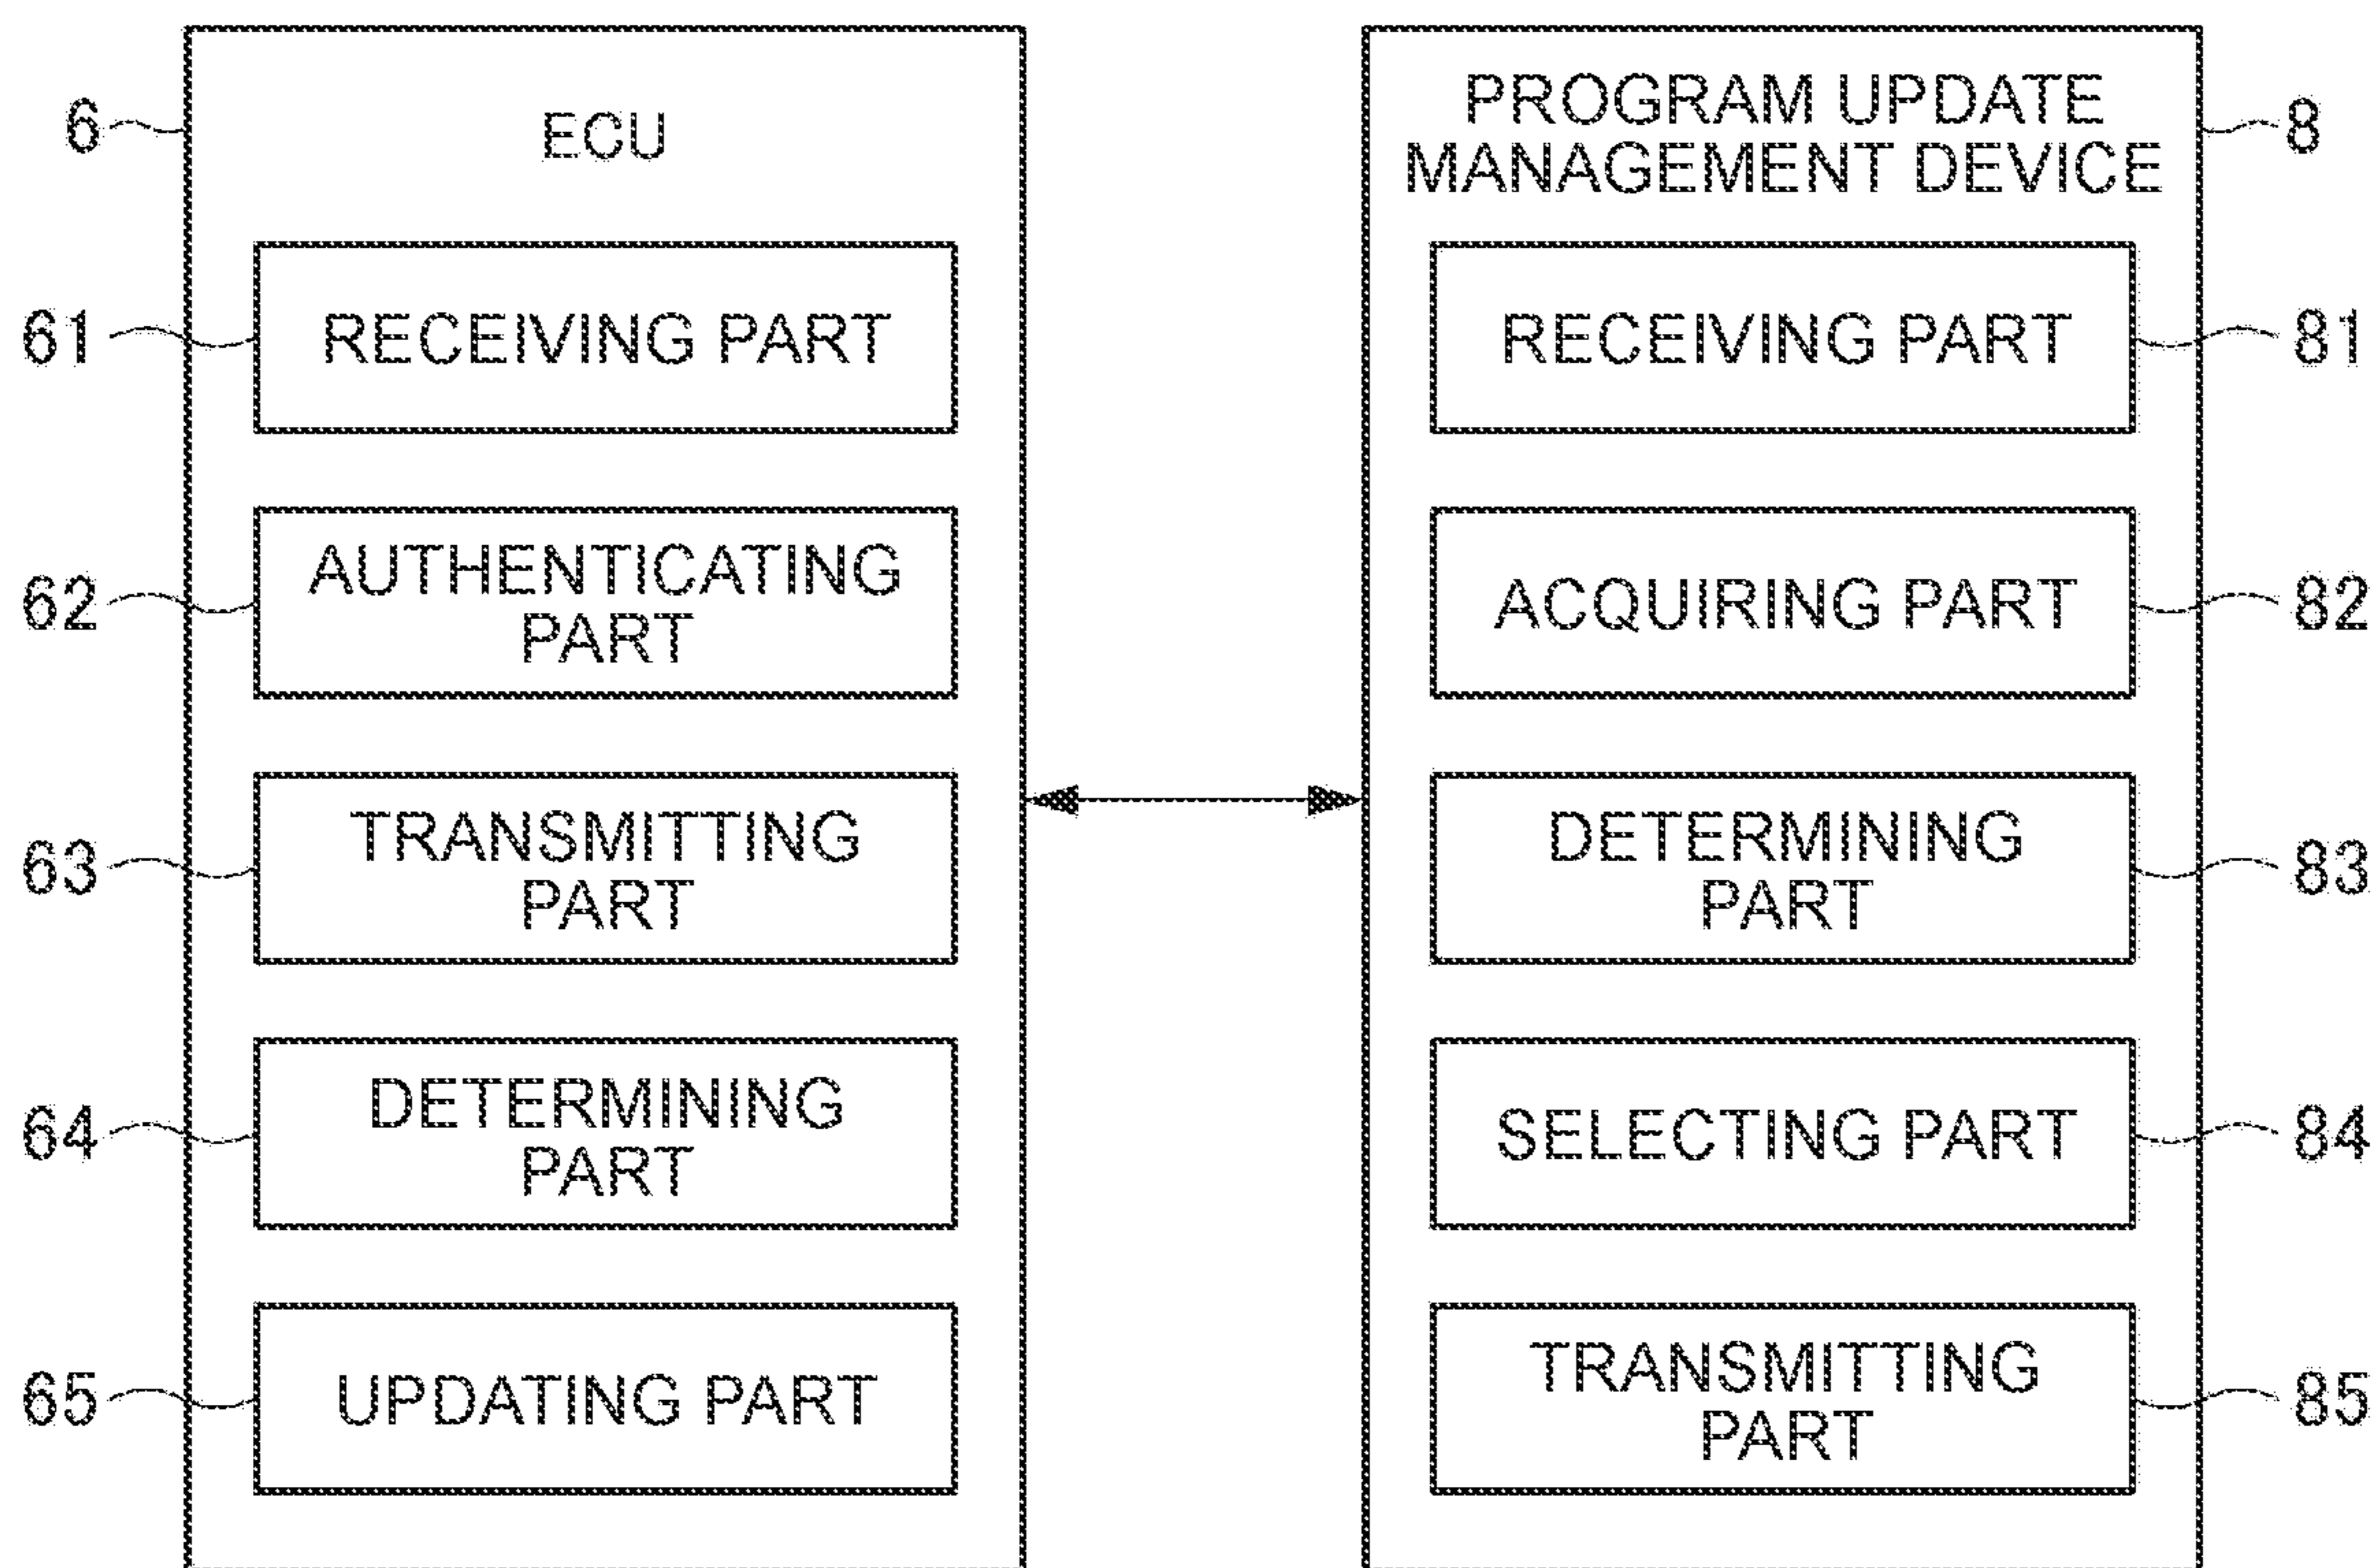 6
ECU
61
RECEIVING PART
62
AUTHENTICATING
PART
63
TRANSMITTING
PART
64
DETERMINING
PART
65
UPDATING PART
PROGRAM UPDATE
MANAGEMENT DEVICE
8
RECEIVING PART
81
ACQUIRING PART
82
DETERMINING
PART
83
SELECTING PART
84
TRANSMITTING
PART
85